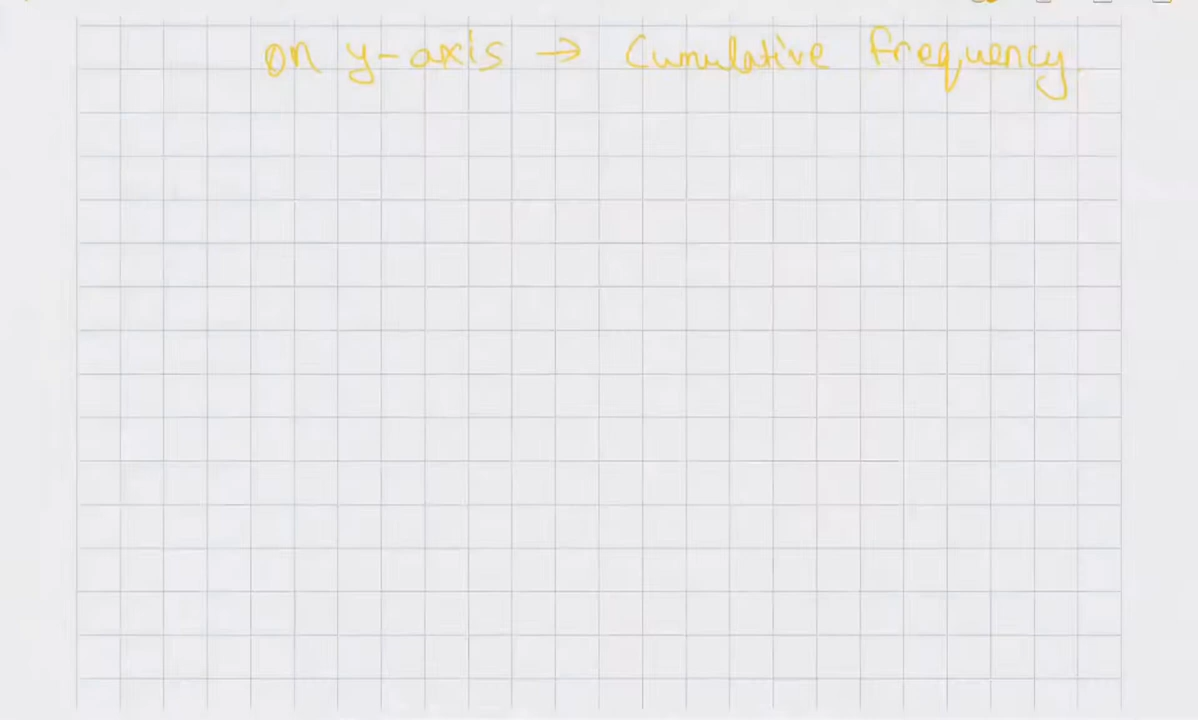 on y-axis → Cumulative frequency.